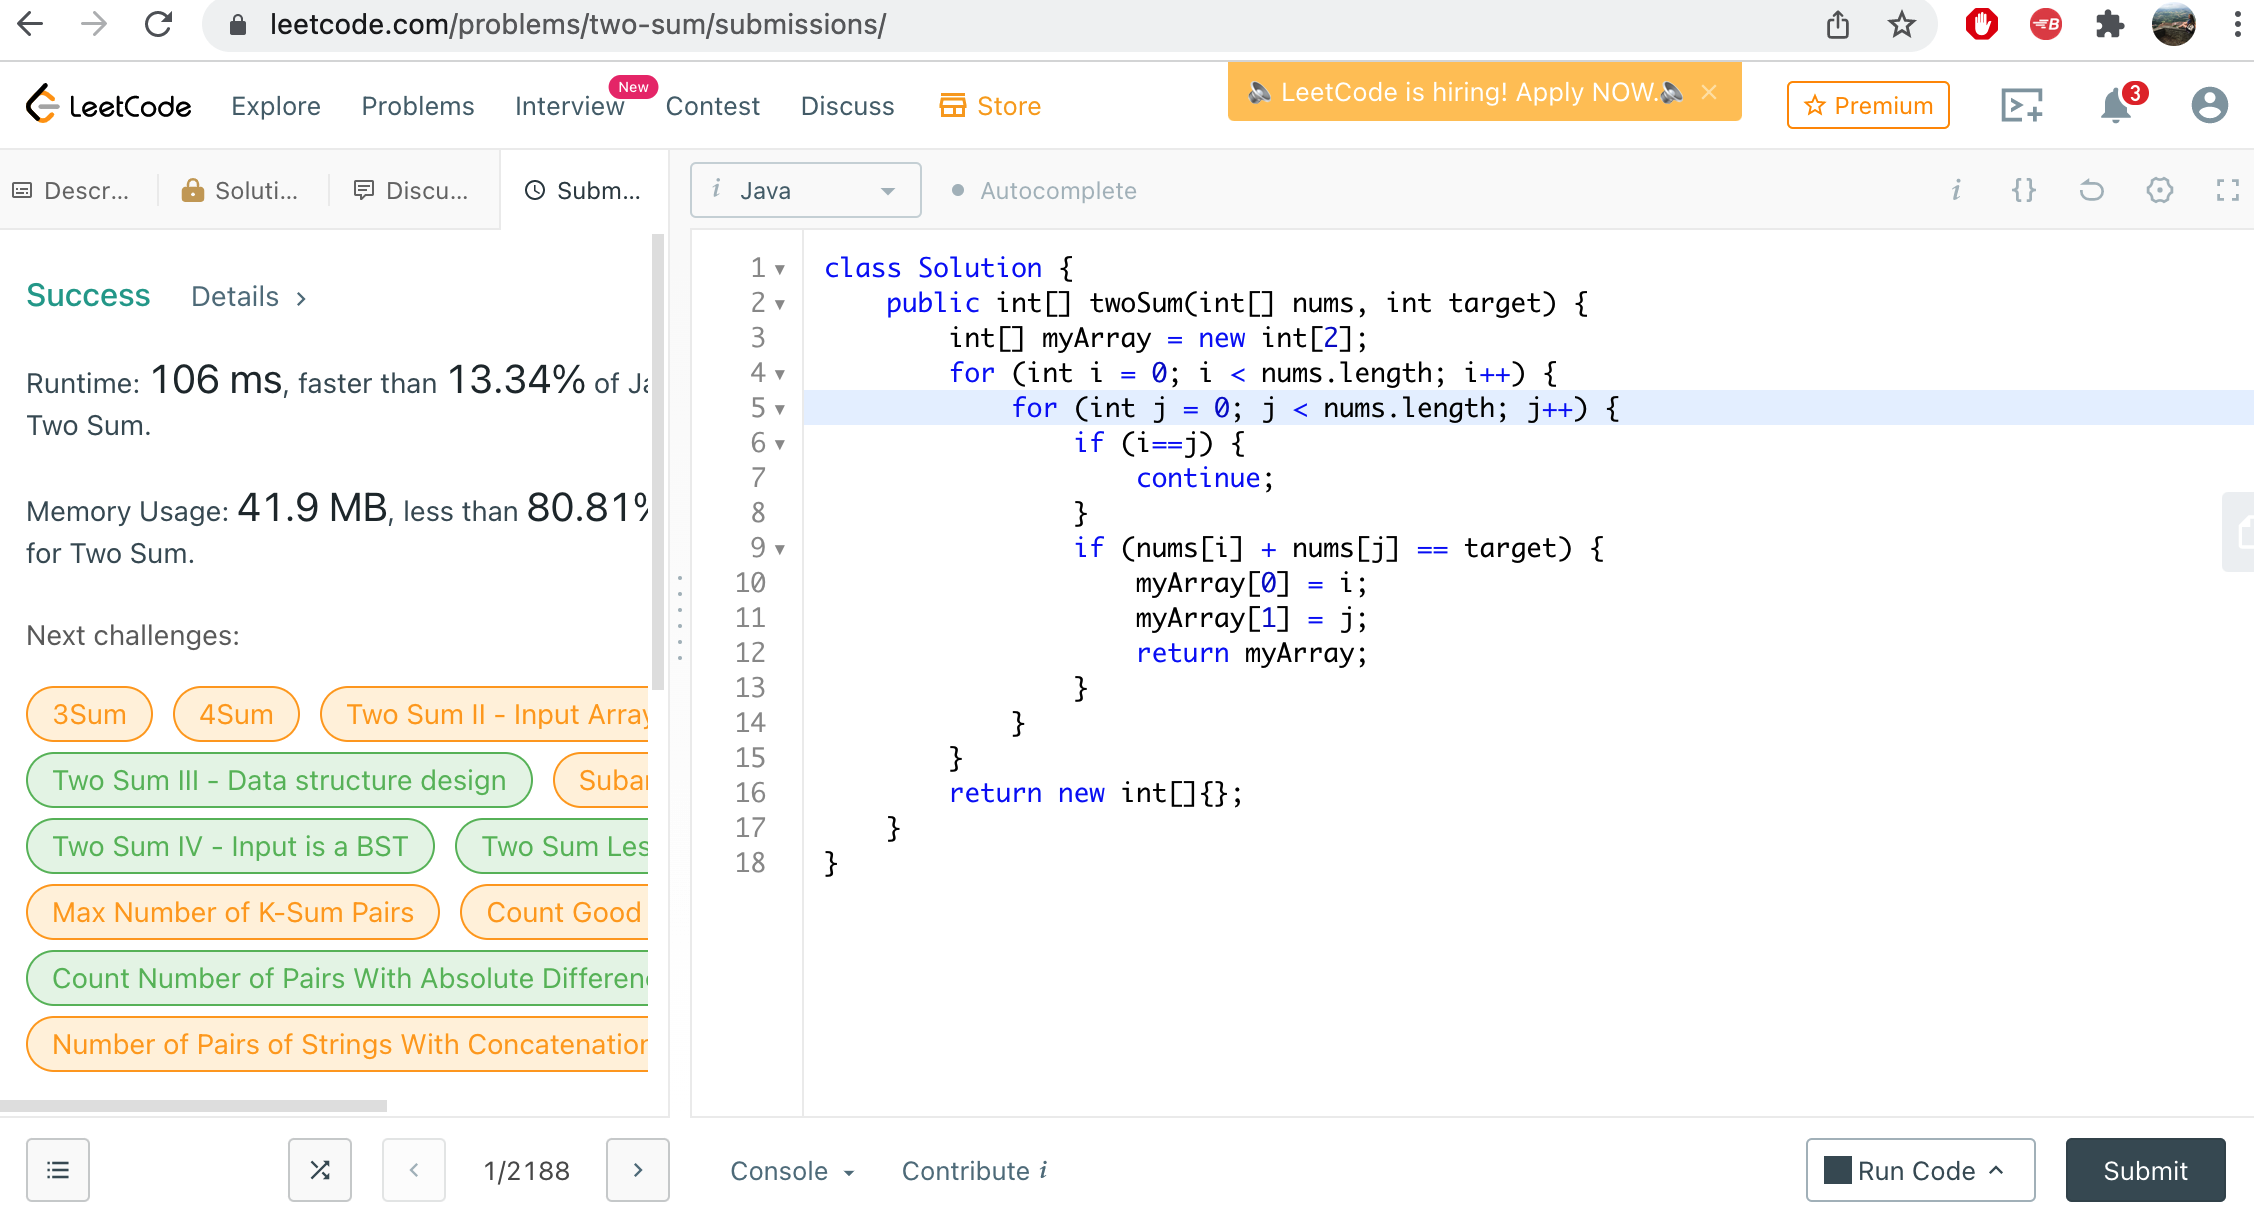 leetcode.com/problems/two-sum/submissions/
LeetCode Explore Problems Interview New Contest Discuss Store
LeetCode is hiring! Apply NOW.
Premium
3
Descr...
Soluti...
Discu...
Subm...
i Java
Autocomplete
i {}
Success Details >
Runtime: 106 ms, faster than 13.34% of Ja
Two Sum.
Memory Usage: 41.9 MB, less than 80.81%
for Two Sum.
Next challenges:
3Sum 4Sum Two Sum II - Input Array
Two Sum III - Data structure design Subar
Two Sum IV - Input is a BST Two Sum Les
Max Number of K-Sum Pairs Count Good
Count Number of Pairs With Absolute Differenc
Number of Pairs of Strings With Concatenation
1 class Solution {
2 public int[] twoSum(int[] nums, int target) {
3 int[] myArray = new int[2];
4 for (int i = 0; i < nums.length; i++) {
5 for (int j = 0; j < nums.length; j++) {
6 if (i==j) {
7 continue;
8 }
9 if (nums[i] + nums[j] == target) {
10 myArray[0] = i;
11 myArray[1] = j;
12 return myArray;
13 }
14 }
15 }
16 return new int[]{};
17 }
18 }
1/2188
Console
Contribute i
Run Code
Submit